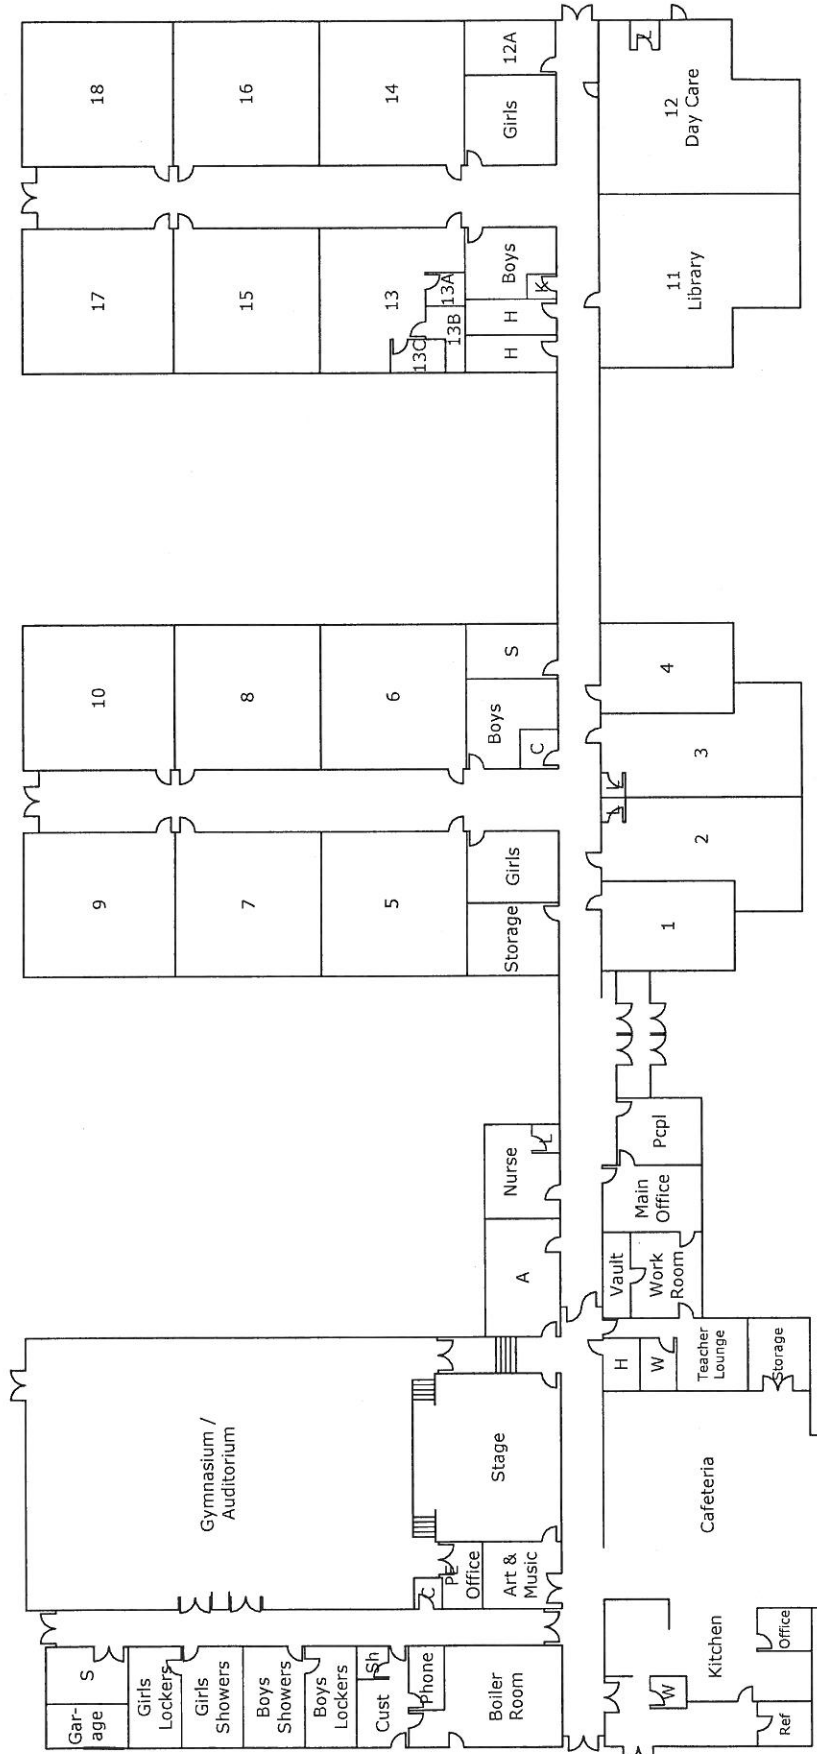 18
16
14
12A
Girls
12
Day Care
L
17
15
13
13A
13B
13C
Boys
K
H
H
11
Library
10
8
6
S
Boys
C
4
3
L
L
2
1
9
7
5
Girls
Storage
Nurse
L
A
Pcpl
Main
Office
Vault
Work
Room
H
W
Teacher
Lounge
Storage
Gymnasium /
Auditorium
Stage
C
PE
Office
Art &
Music
Cafeteria
Kitchen
Office
W
Ref
S
Gar-
age
Girls
Lockers
Girls
Showers
Boys
Showers
Boys
Lockers
Sh
Cust
Phone
Boiler
Room